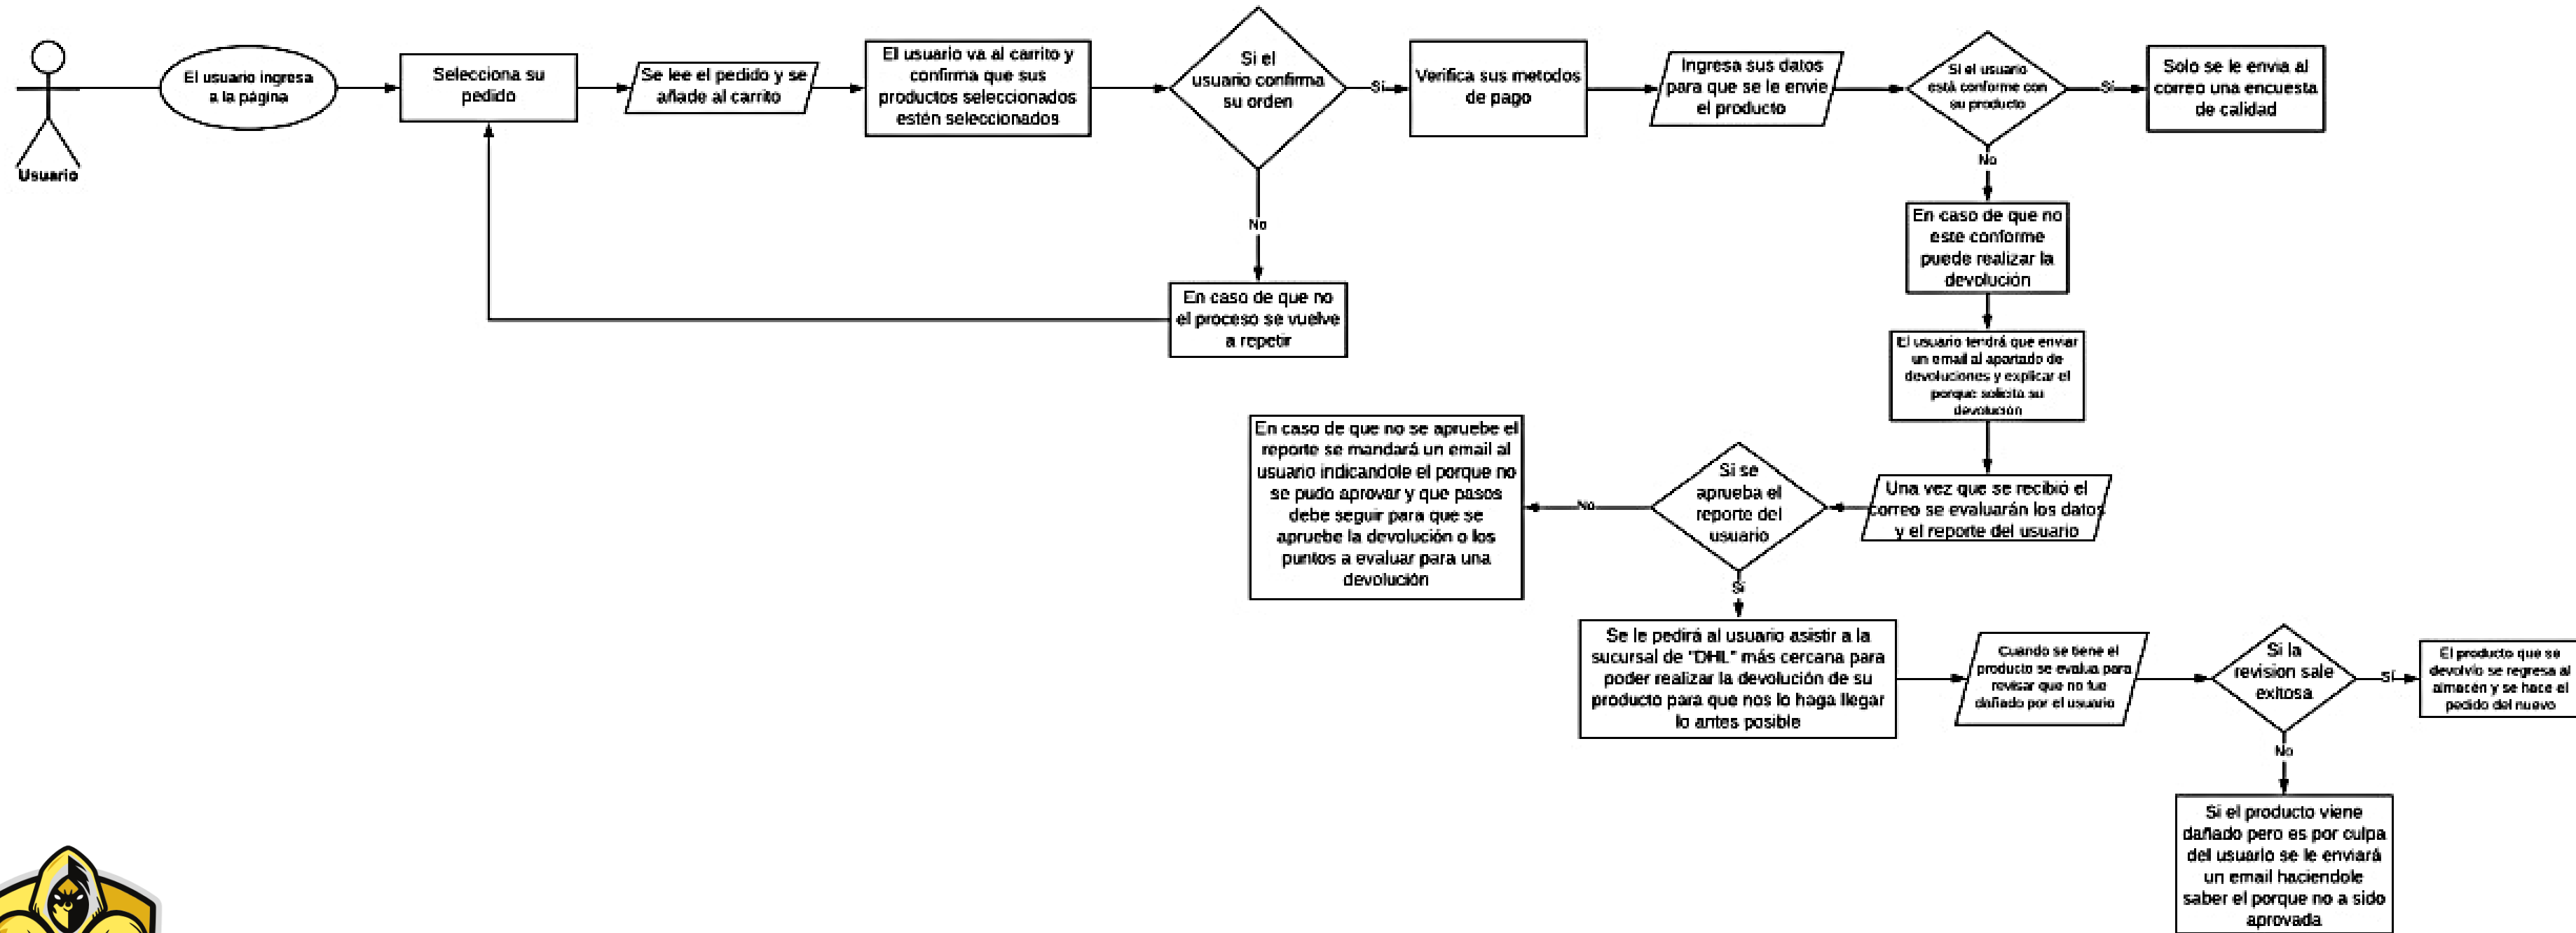 Usuario
El usuario ingresa
a la página
Selecciona su
pedido
Se lee el pedido y se
añade al carrito
El usuario va al carrito y
confirma que sus
productos seleccionados
estén seleccionados
Si el
usuario confirma
su orden
Si
Verifica sus metodos
de pago
Ingresa sus datos
para que se le envie
el producto
Si el usuario
está conforme con
su producto
Si
Solo se le envia al
correo una encuesta
de calidad
No
En caso de que no
el proceso se vuelve
a repetir
No
En caso de que no
este conforme
puede realizar la
devolución
El usuario tendrá que enviar
un email al apartado de
devoluciones y explicar el
porque solicita su
devolución
Una vez que se recibió el
correo se evaluarán los datos
y el reporte del usuario
Si se
aprueba el
reporte del
usuario
No
En caso de que no se apruebe el
reporte se mandará un email al
usuario indicandole el porque no
se pudo aprovar y que pasos
debe seguir para que se
apruebe la devolución o los
puntos a evaluar para una
devolución
Si
Se le pedirá al usuario asistir a la
sucursal de "DHL" más cercana para
poder realizar la devolución de su
producto para que nos lo haga llegar
lo antes posible
Cuando se tiene el
producto se evalua para
revisar que no fue
dañado por el usuario
Si la
revision sale
exitosa
Si
El producto que se
devolvío se regresa al
almacén y se hace el
pedido del nuevo
No
Si el producto viene
dañado pero es por culpa
del usuario se le enviará
un email haciendole
saber el porque no a sido
aprovada